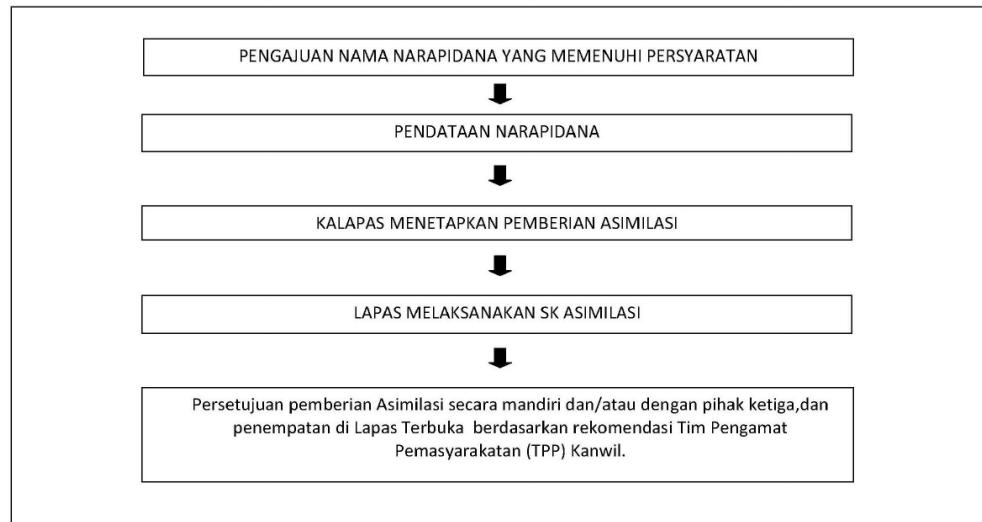 PENGAJUAN NAMA NARAPIDANA YANG MEMENUHI PERSYARATAN
PENDATAAN NARAPIDANA
KALAPAS MENETAPKAN PEMBERIAN ASIMILASI
LAPAS MELAKSANAKAN SK ASIMILASI
Persetujuan pemberian Asimilasi secara mandiri dan/atau dengan pihak ketiga,dan
penempatan di Lapas Terbuka berdasarkan rekomendasi Tim Pengamat
Pemasyarakatan (TPP) Kanwil.